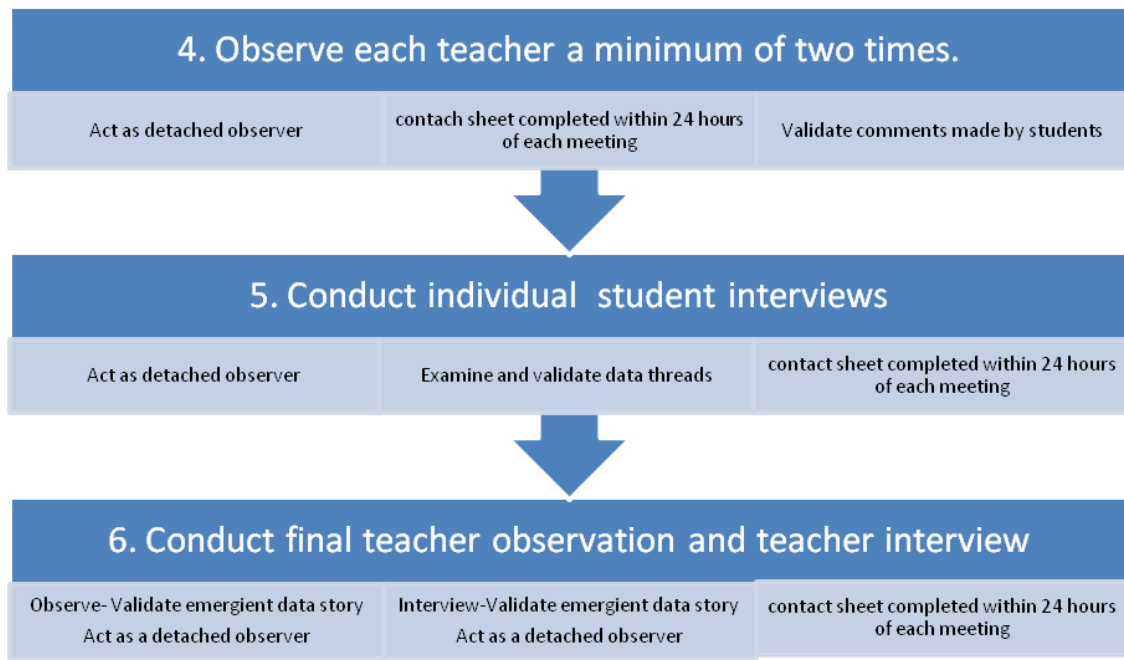 4. Observe each teacher a minimum of two times.
Act as detached observer
contach sheet completed within 24 hours
of each meeting
Validate comments made by students
5. Conduct individual  student interviews
Act as detached observer
Examine and validate data threads
contact sheet completed within 24 hours
of each meeting
6. Conduct final teacher observation and teacher interview
Observe- Validate emergient data story
Act as a detached observer
Interview-Validate emergient data story
Act as a detached observer
contact sheet completed within 24 hours
of each meeting